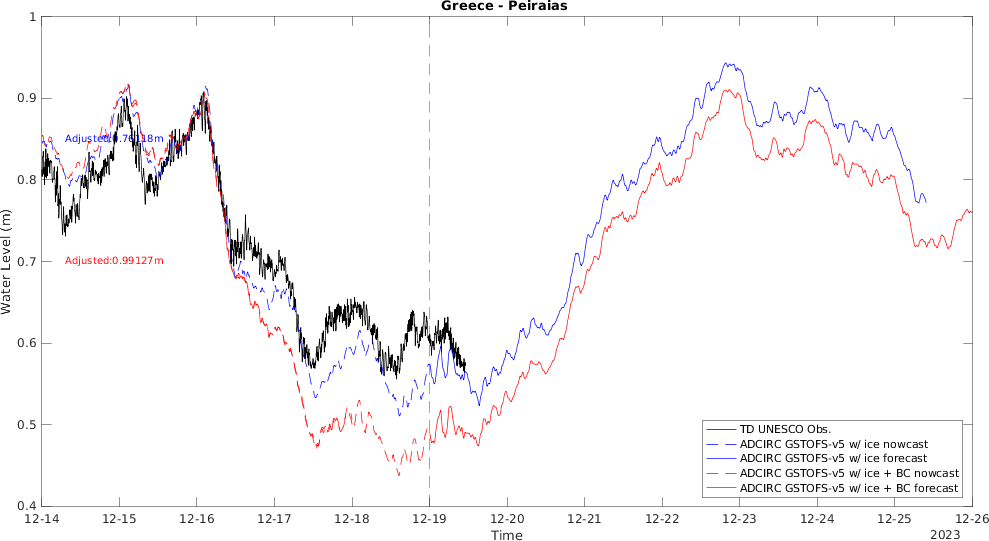 Greece - Peiraias
Water Level (m)
1
0.9
0.8
0.7
0.6
0.5
0.4
Adjusted:0.76118m
Adjusted:0.99127m
TD UNESCO Obs.
ADCIRC GSTOFS-v5 w/ ice nowcast
ADCIRC GSTOFS-v5 w/ ice forecast
ADCIRC GSTOFS-v5 w/ ice + BC nowcast
ADCIRC GSTOFS-v5 w/ ice + BC forecast
12-14 12-15 12-16 12-17 12-18 12-19 12-20 12-21 12-22 12-23 12-24 12-25 12-26
Time
2023